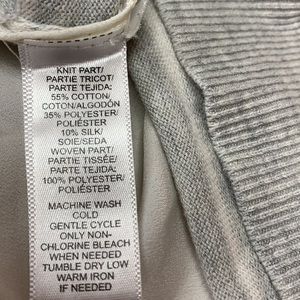 KNIT PART/
PARTIE TRICOT/
PARTE TEJIDA:
55% COTTON/
COTON/ALGODÓN
35% POLYESTER/
POLIÉSTER
10% SILK/
SOIE/SEDA
WOVEN PART/
PARTIE TISSÉE/
PARTE TEJIDA:
100% POLYESTER/
POLIÉSTER
MACHINE WASH
COLD
GENTLE CYCLE
ONLY NON-
CHLORINE BLEACH
WHEN NEEDED
TUMBLE DRY LOW
WARM IRON
IF NEEDED